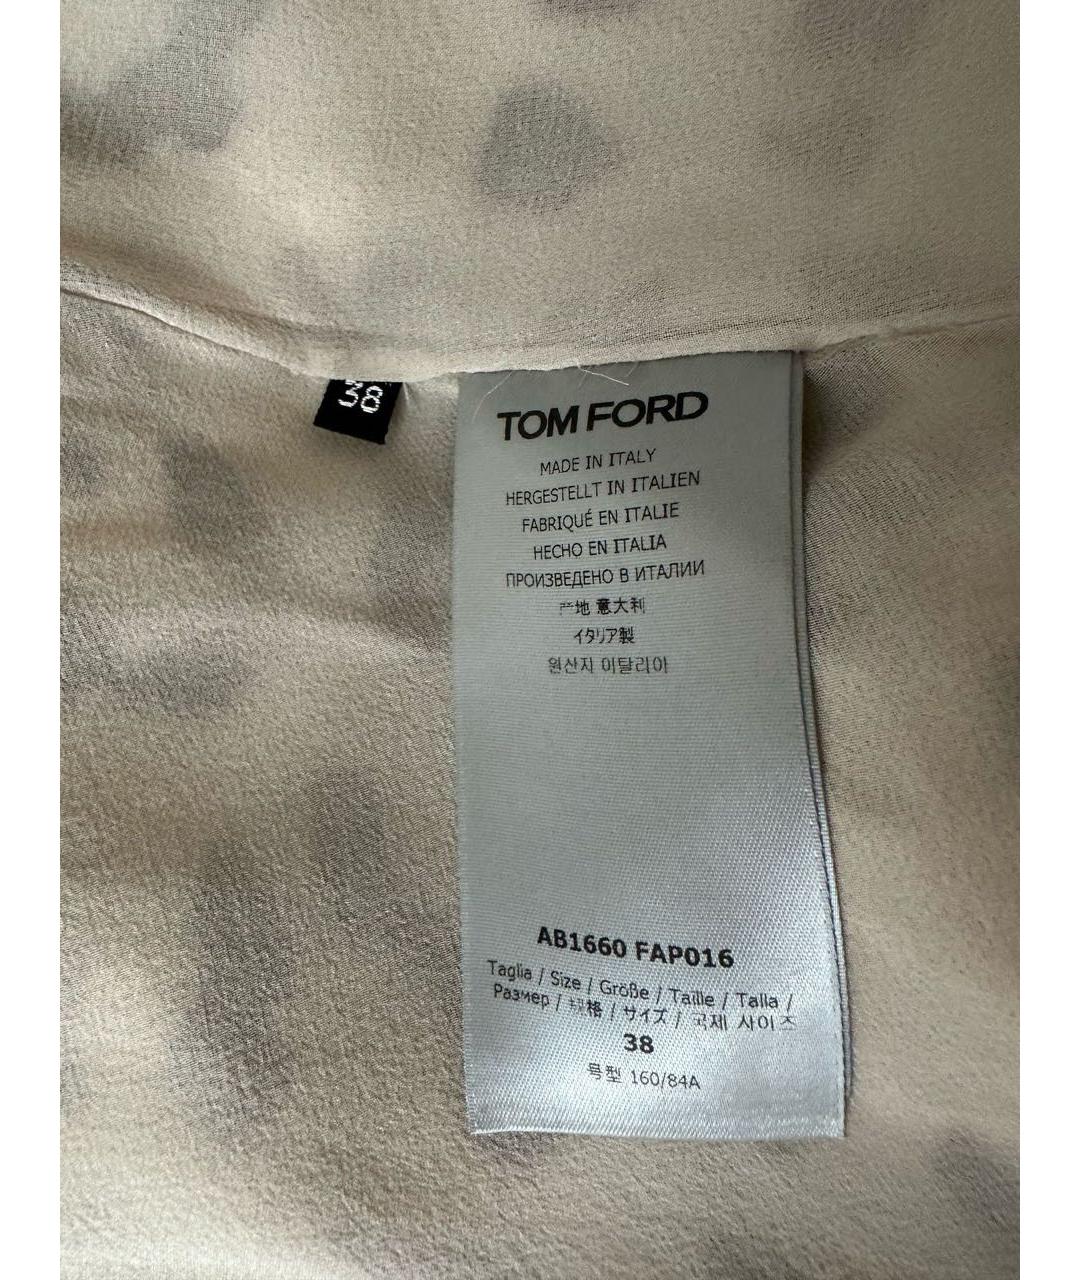 38
TOM FORD
MADE IN ITALY
HERGESTELLT IN ITALIEN
FABRIQUÉ EN ITALIE
HECHO EN ITALIA
ПРОИЗВЕДЕНО В ИТАЛИИ
产地 意大利
イタリア製
원산지 이탈리아
AB1660 FAP016
Taglia / Size / Größe / Taille / Talla /
Размер / 规格 / サイズ / 국제 사이즈
38
号型 160/84A